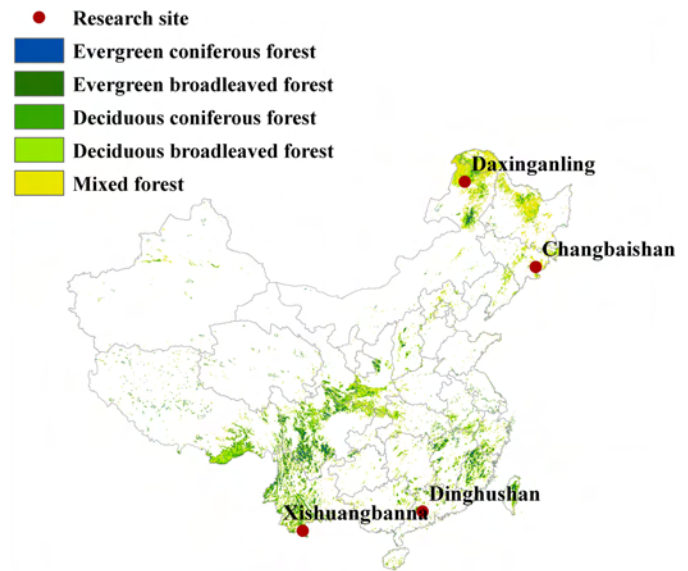 Research site
Evergreen coniferous forest
Evergreen broadleaved forest
Deciduous coniferous forest
Deciduous broadleaved forest
Mixed forest
Daxinganling
Changbaishan
Dinghushan
Xishuangbanna